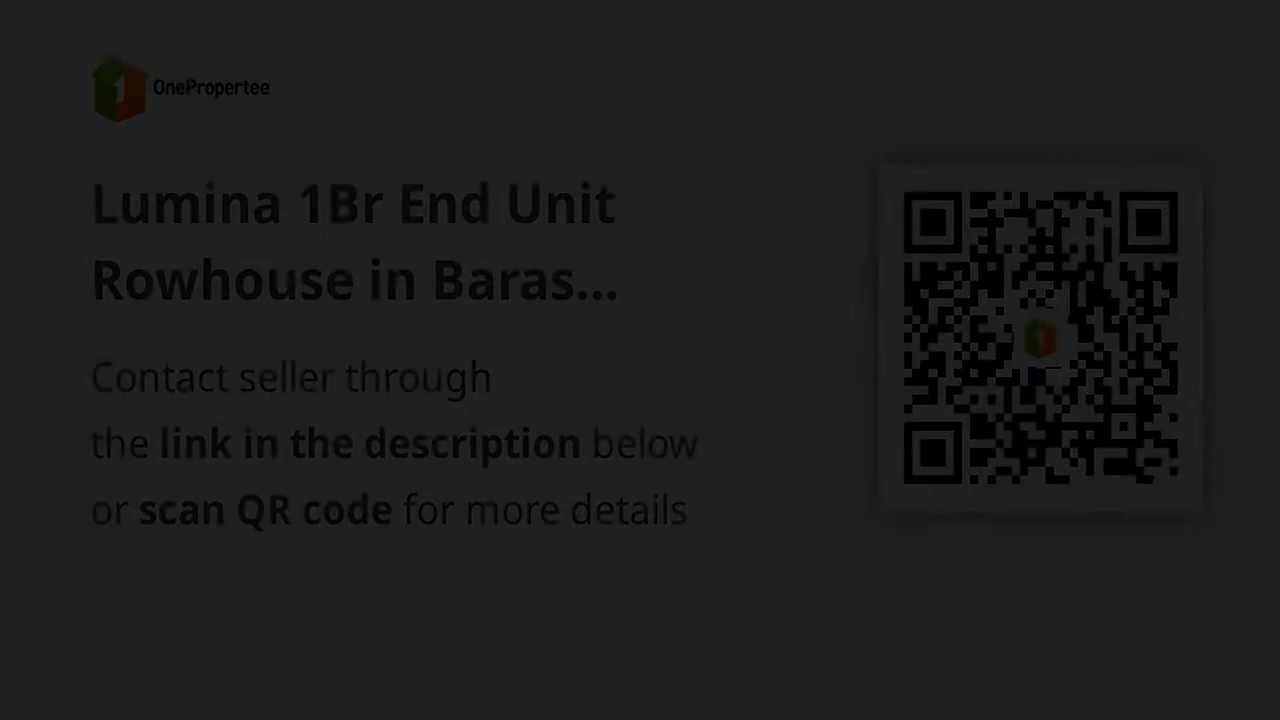 OnePropertee
Lumina 1Br End Unit
Rowhouse in Baras...
Contact seller through
the link in the description below
or scan QR code for more details